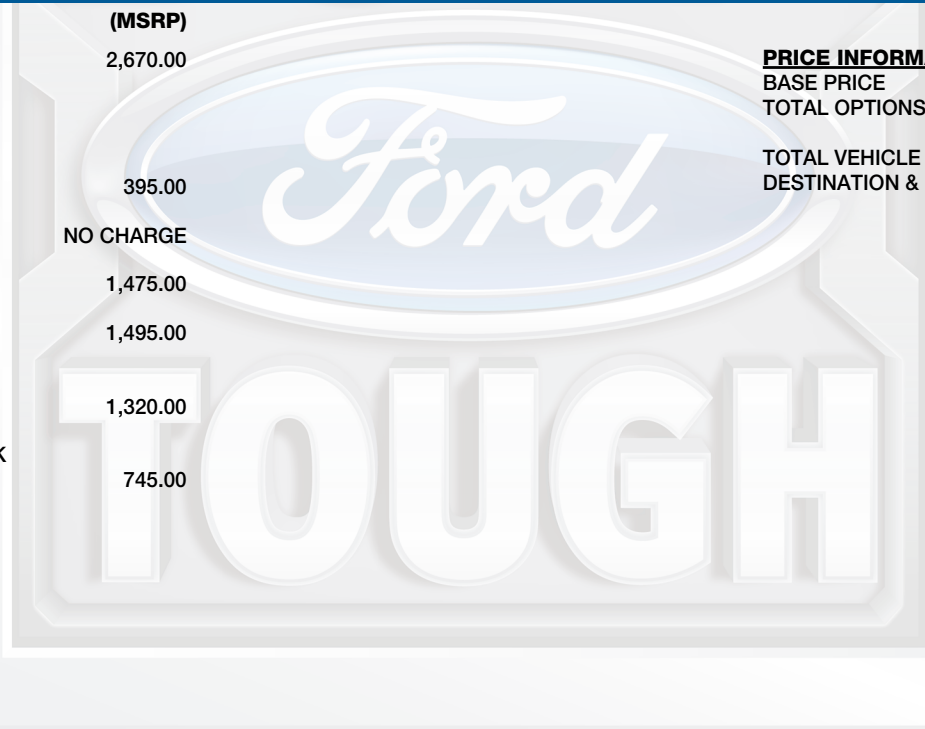 (MSRP)
2,670.00
395.00
NO CHARGE
1,475.00
1,495.00
1,320.00
745.00
PRICE INFORM
BASE PRICE
TOTAL OPTIONS
TOTAL VEHICLE
DESTINATION &
Ford
TOUGH